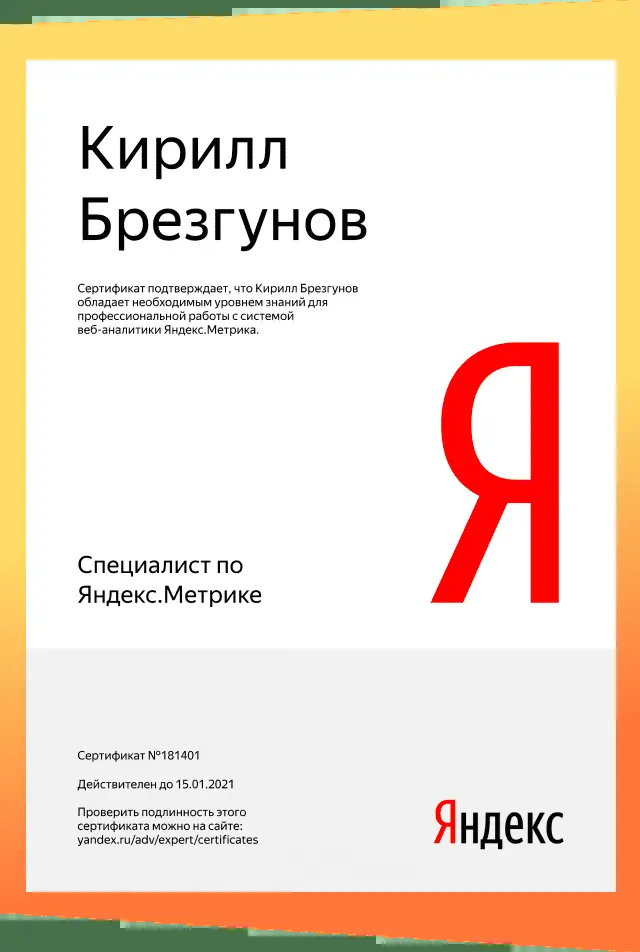 Кирилл
Брезгунов
Сертификат подтверждает, что Кирилл Брезгунов
обладает необходимым уровнем знаний для
профессиональной работы с системой
веб-аналитики Яндекс.Метрика.
Я
Специалист по
Яндекс.Метрике
Сертификат №181401
Действителен до 15.01.2021
Проверить подлинность этого
сертификата можно на сайте:
yandex.ru/adv/expert/certificates
Яндекс